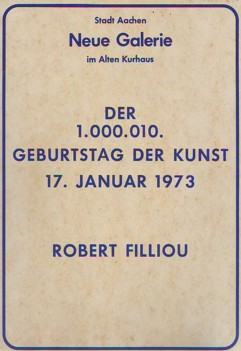 Stadt Aachen
Neue Galerie
im Alten Kurhaus
DER
1.000.010.
GEBURTSTAG DER KUNST
17. JANUAR 1973
ROBERT FILLIOU